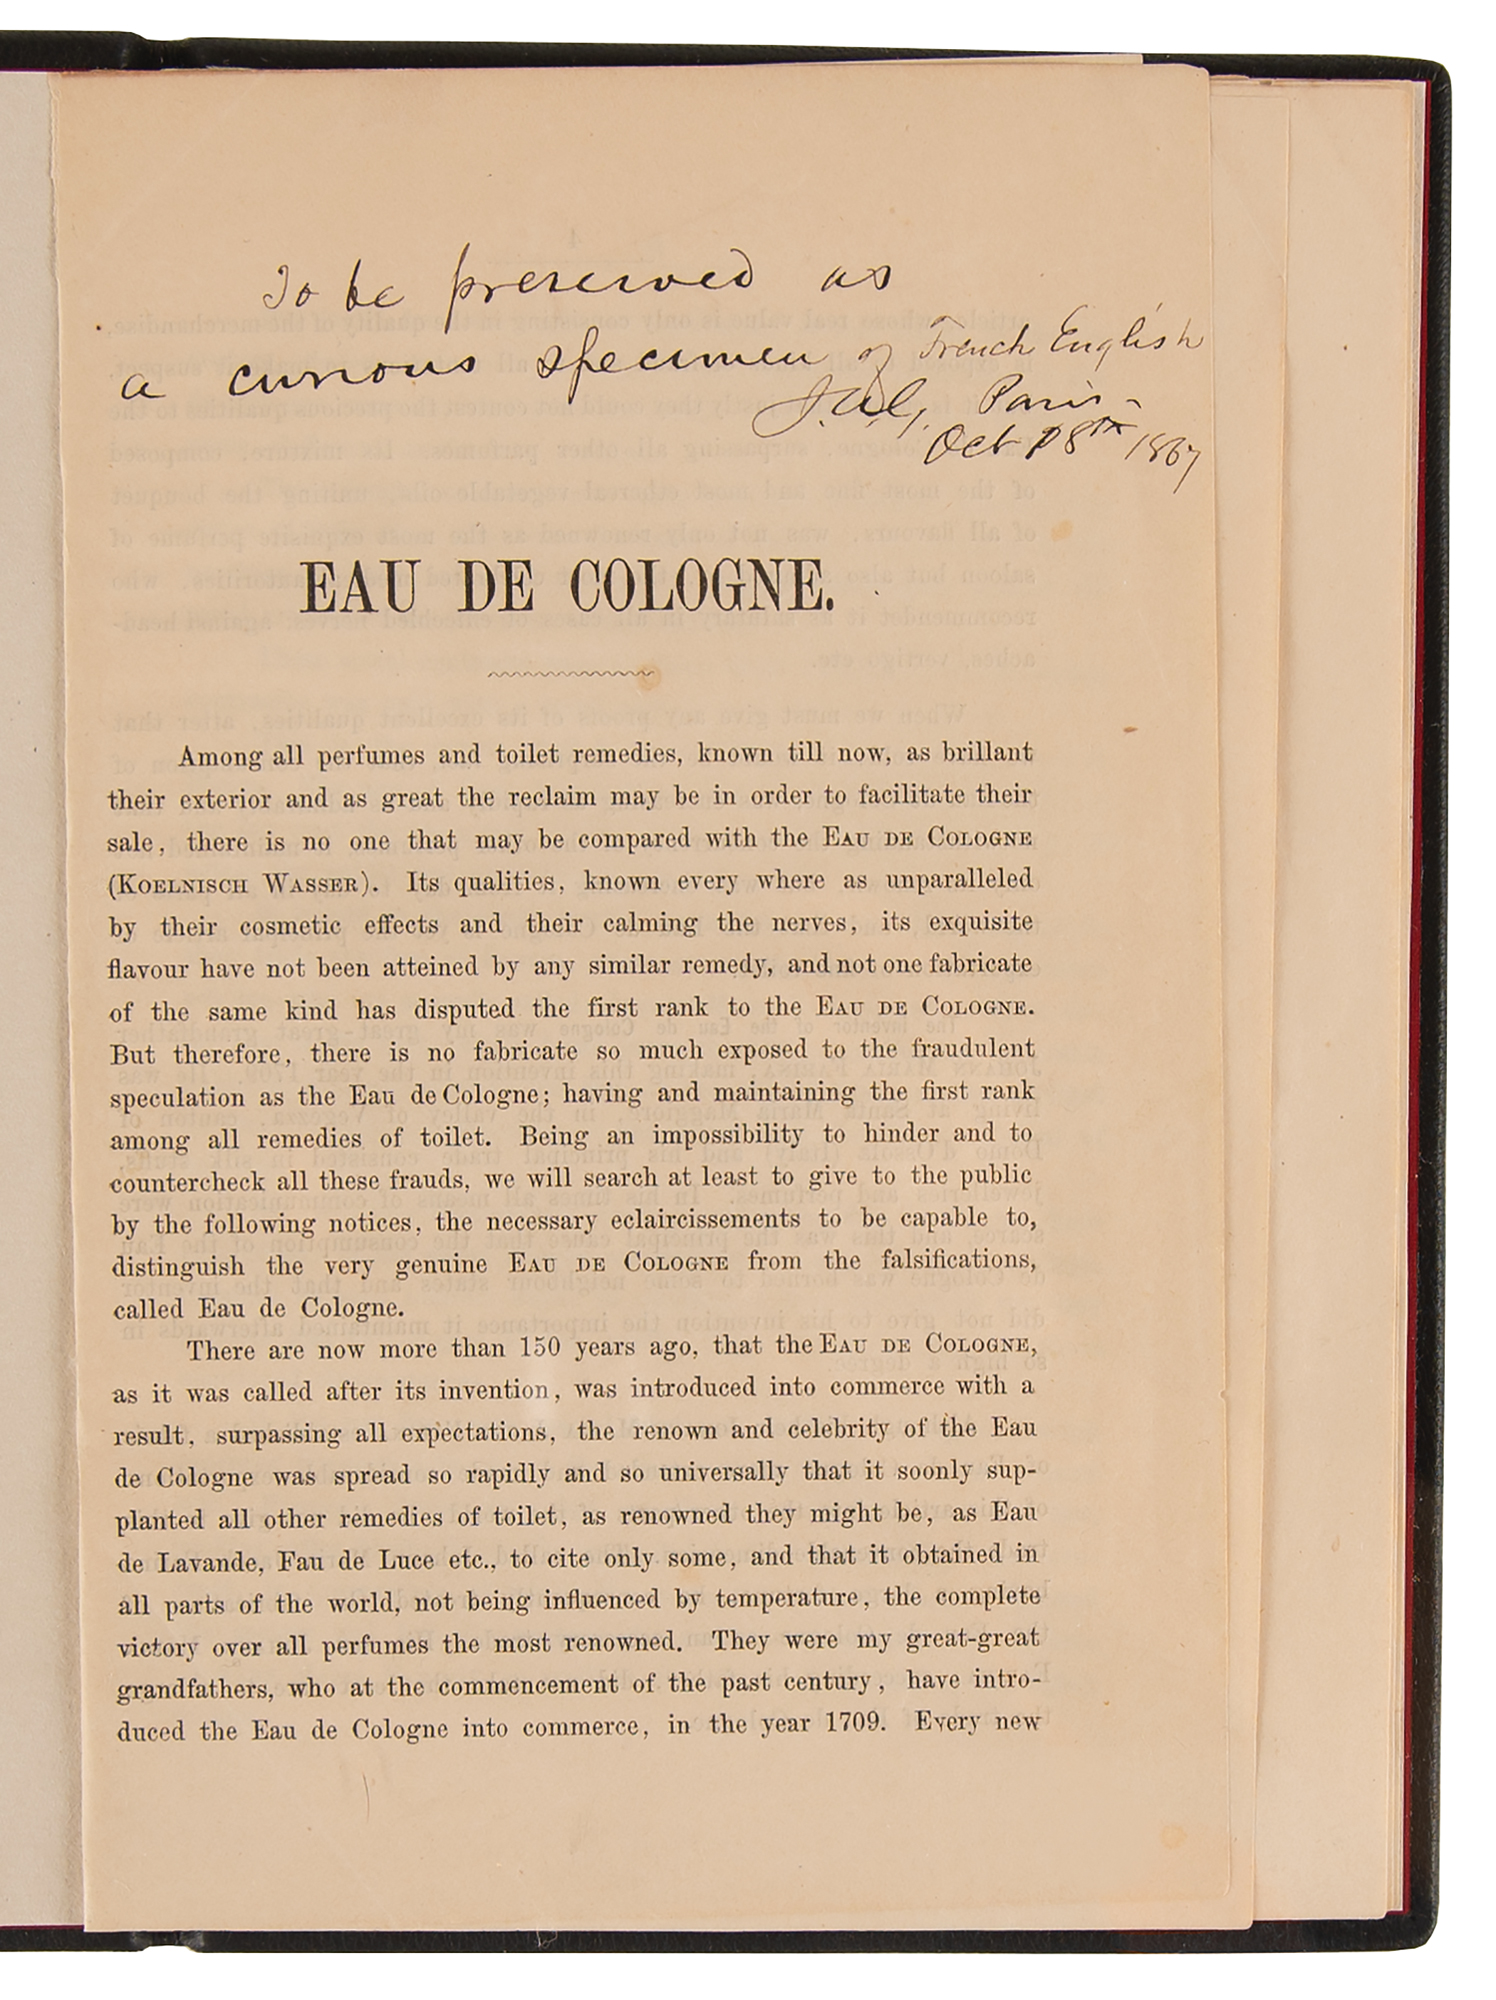 To be preserved as
a curious specimen of French English
J.A.G. Paris -
Oct 18th 1867
EAU DE COLOGNE.
Among all perfumes and toilet remedies, known till now, as brillant
their exterior and as great the reclaim may be in order to facilitate their
sale, there is no one that may be compared with the EAU DE COLOGNE
(KOELNISCH WASSER). Its qualities, known every where as unparalleled
by their cosmetic effects and their calming the nerves, its exquisite
flavour have not been atteined by any similar remedy, and not one fabricate
of the same kind has disputed the first rank to the EAU DE COLOGNE.
But therefore, there is no fabricate so much exposed to the fraudulent
speculation as the Eau de Cologne; having and maintaining the first rank
among all remedies of toilet. Being an impossibility to hinder and to
countercheck all these frauds, we will search at least to give to the public
by the following notices, the necessary eclaircissements to be capable to,
distinguish the very genuine EAU DE COLOGNE from the falsifications,
called Eau de Cologne.
There are now more than 150 years ago, that the EAU DE COLOGNE,
as it was called after its invention, was introduced into commerce with a
result, surpassing all expectations, the renown and celebrity of the Eau
de Cologne was spread so rapidly and so universally that it soonly sup-
planted all other remedies of toilet, as renowned they might be, as Eau
de Lavande, Fau de Luce etc., to cite only some, and that it obtained in
all parts of the world, not being influenced by temperature, the complete
victory over all perfumes the most renowned. They were my great-great
grandfathers, who at the commencement of the past century, have intro-
duced the Eau de Cologne into commerce, in the year 1709. Every new